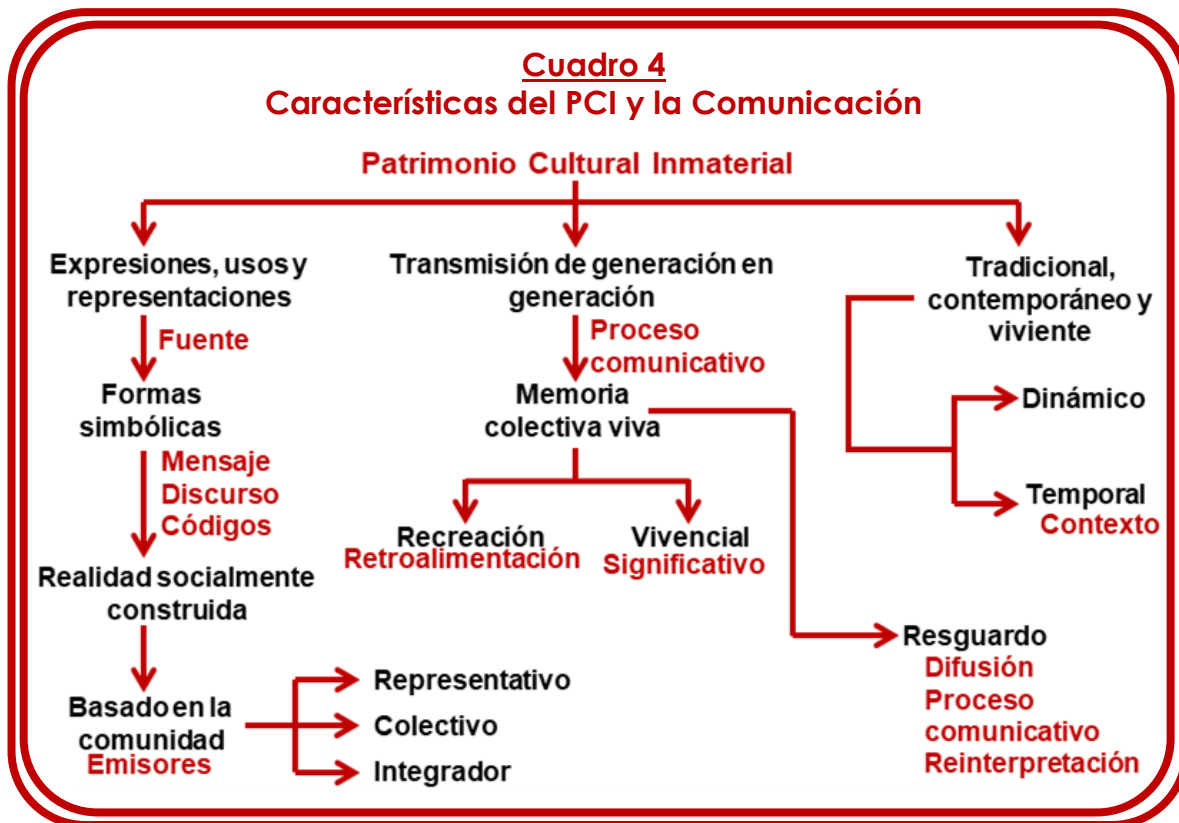 Cuadro 4
Características del PCI y la Comunicación
Patrimonio Cultural Inmaterial
Expresiones, usos y
representaciones
Fuente
Formas
simbólicas
Mensaje
Discurso
Códigos
Realidad socialmente
construida
Basado en la
comunidad
Emisores
Representativo
Colectivo
Integrador
Transmisión de generación en
generación
Proceso
comunicativo
Memoria
colectiva viva
Recreación
Retroalimentación
Vivencial
Significativo
Resguardo
Difusión
Proceso
comunicativo
Reinterpretación
Tradicional,
contemporáneo y
viviente
Dinámico
Temporal
Contexto